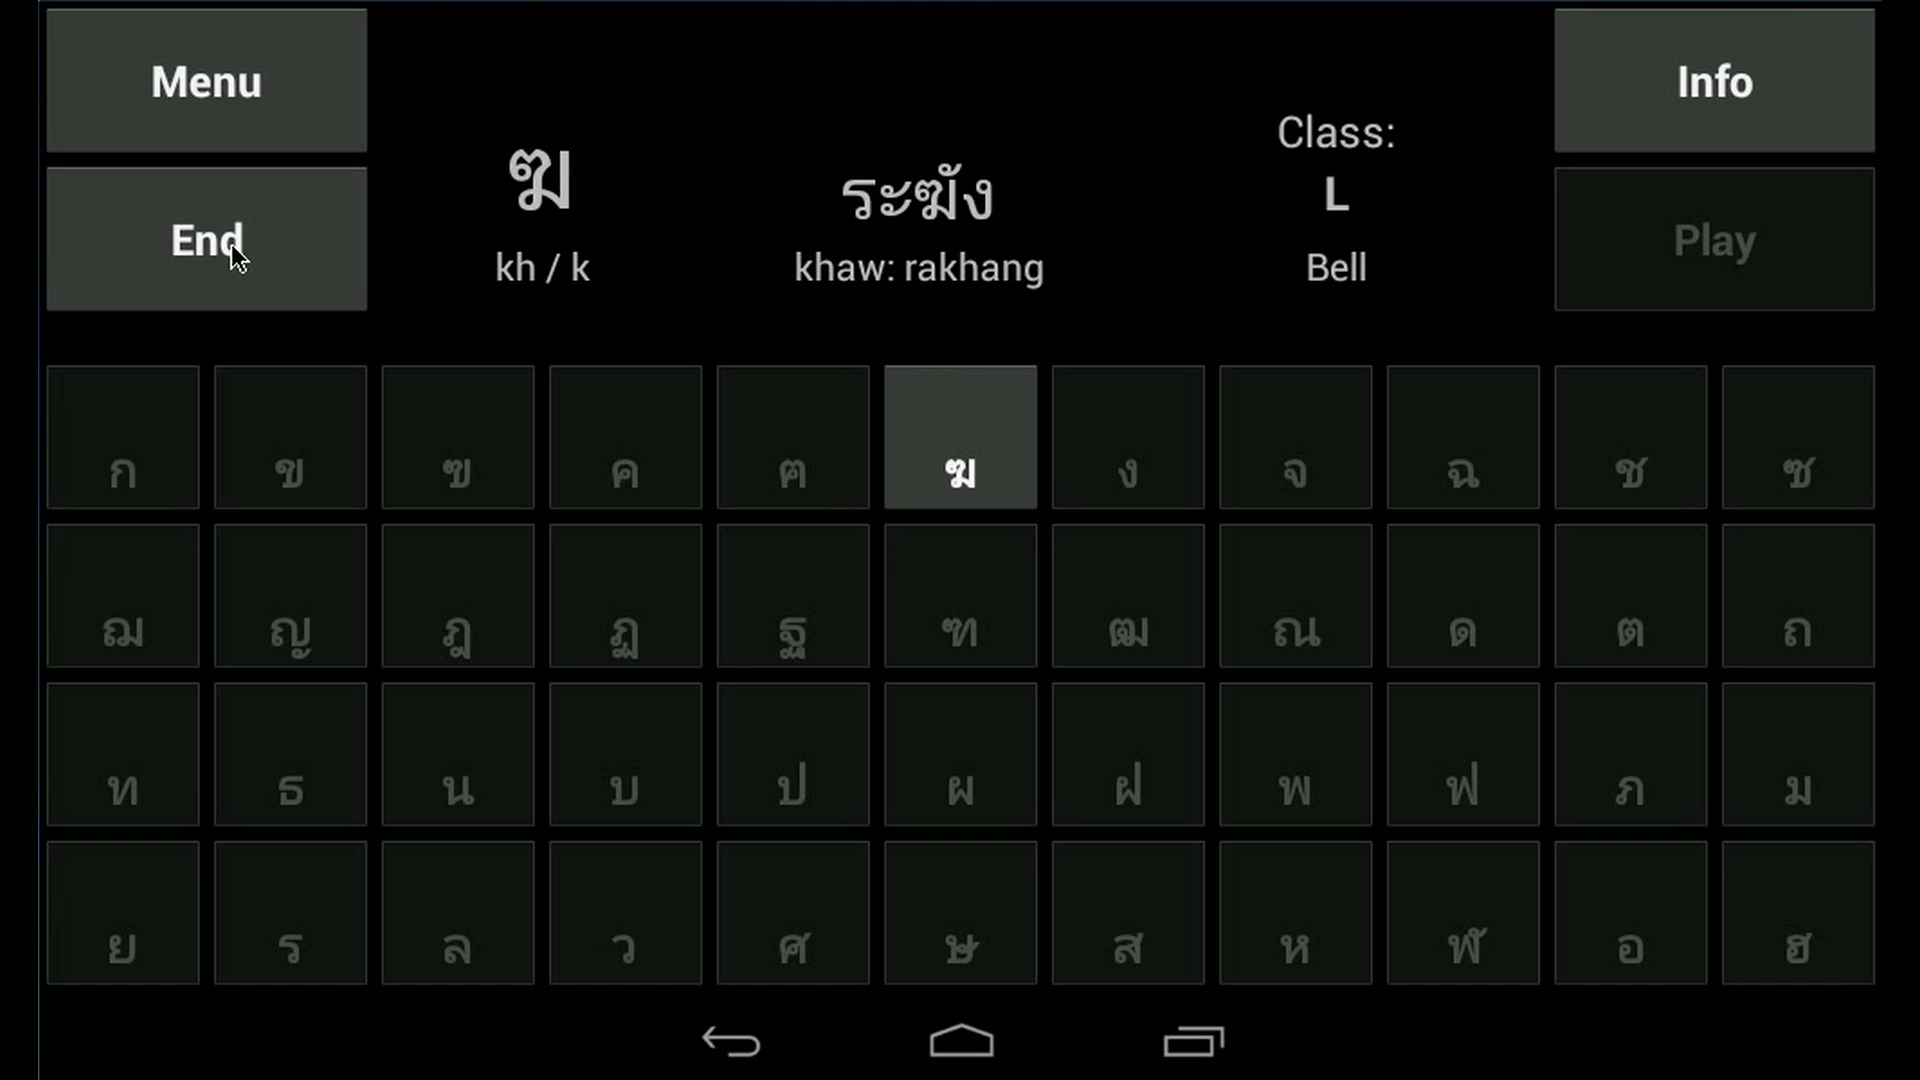 Menu
Info
Class:
ฆ
ระฆัง
L
End
kh / k
khaw: rakhang
Bell
Play
ก ข ฃ ค ฅ ฆ ง จ ฉ ช ซ
ฌ ญ ฎ ฏ ฐ ฑ ฒ ณ ด ต ถ
ท ธ น บ ป ผ ฝ พ ฟ ภ ม
ย ร ล ว ศ ษ ส ห ฬ อ ฮ